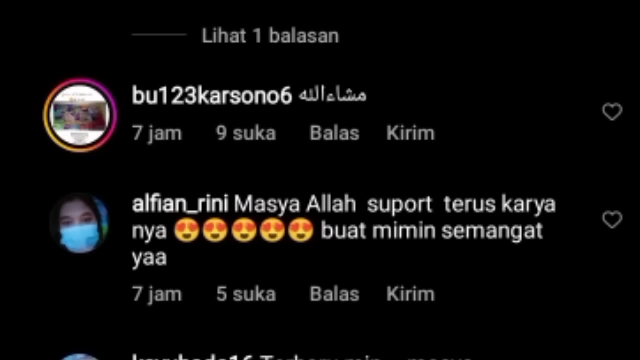 Lihat 1 balasan
bu123karsono6 مشاءالله
7 jam 9 suka Balas Kirim
alfian_rini Masya Allah suport terus karya
nya 😍😍😍😍😍 buat mimin semangat
yaa
7 jam 5 suka Balas Kirim